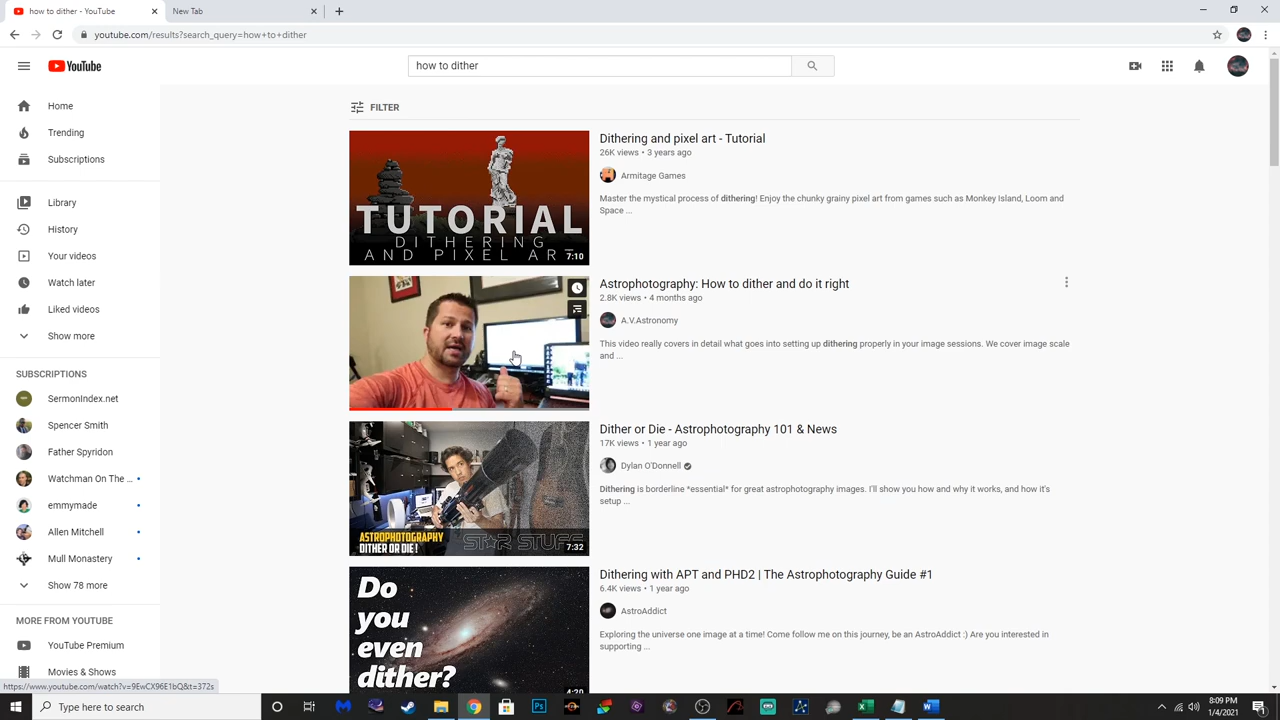 how to dither - YouTube
New Tab
youtube.com/results?search_query=how+to+dither
YouTube
how to dither
Home
Trending
Subscriptions
Library
History
Your videos
Watch later
Liked videos
Show more
SUBSCRIPTIONS
SermonIndex.net
Spencer Smith
Father Spyridon
Watchman On The ...
emmymade
Allen Mitchell
Mull Monastery
Show 78 more
MORE FROM YOUTUBE
YouTube Premium
Movies & Shows
FILTER
TUTORIAL
DITHERING
AND PIXEL ART
7:10
Dithering and pixel art - Tutorial
26K views • 3 years ago
Armitage Games
Master the mystical process of dithering! Enjoy the chunky grainy pixel art from games such as Monkey Island, Loom and
Space ...
Astrophotography: How to dither and do it right
2.8K views • 4 months ago
A.V.Astronomy
This video really covers in detail what goes into setting up dithering properly in your image sessions. We cover image scale
and ...
ASTROPHOTOGRAPHY
DITHER OR DIE!
STAR STUFF
7:32
Dither or Die - Astrophotography 101 & News
17K views • 1 year ago
Dylan O'Donnell
Dithering is borderline *essential* for great astrophotography images. I'll show you how and why it works, and how it's
setup ...
Do
you
even
dither?
4:20
Dithering with APT and PHD2 | The Astrophotography Guide #1
6.4K views • 1 year ago
AstroAddict
Exploring the universe one image at a time! Come follow me on this journey, be an AstroAddict :) Are you interested in
supporting ...
https://www.youtube.com/watch?v=9EwCX96E1bQ&t=372s
Type here to search
8:09 PM
1/4/2021